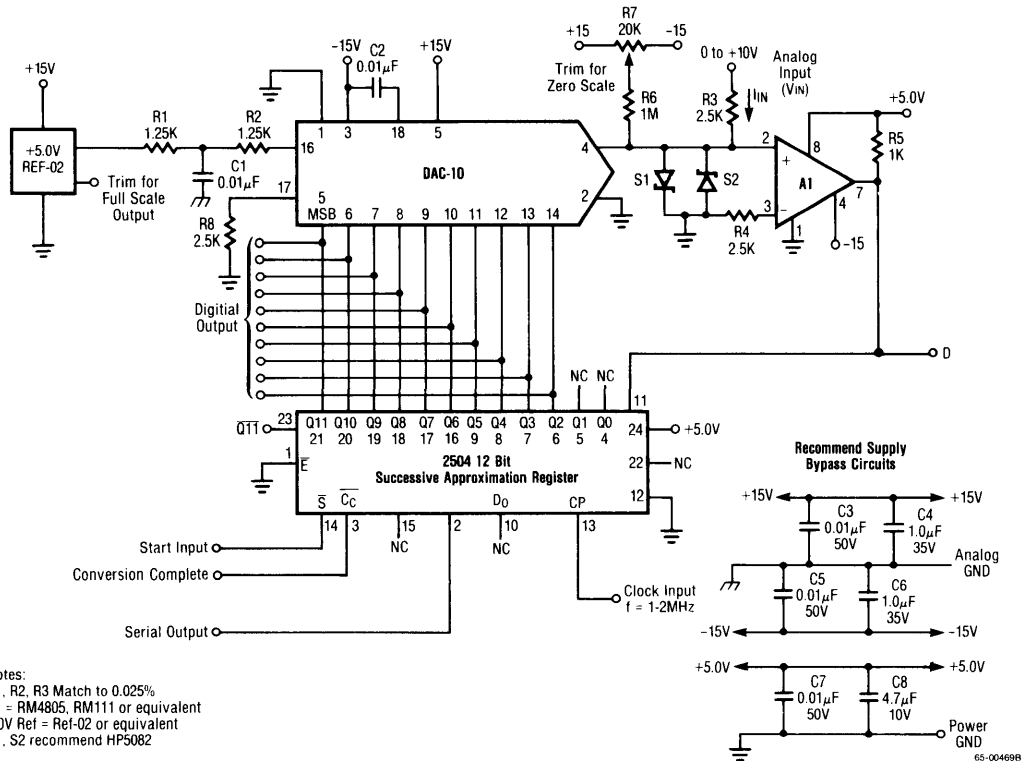 +15V
+5.0V
REF-02
Trim for
Full Scale
Output
R1
1.25K
R2
1.25K
C1
0.01µF
R8
2.5K
-15V
C2
0.01µF
+15V
1
3
18
5
16
17
DAC-10
4
2
5
MSB
6
7
8
9
10
11
12
13
14
+15
R7
20K
-15
Trim for
Zero Scale
R6
1M
0 to +10V
Analog
Input
(VIN)
R3
2.5K
IIN
S1
S2
R4
2.5K
2
+
3
−
A1
8
7
4
1
-15
+5.0V
R5
1K
D
Digitial
Output
NC
NC
11
Q11
23
Q11
Q10
Q9
Q8
Q7
Q6
Q5
Q4
Q3
Q2
Q1
Q0
21
20
19
18
17
16
9
8
7
6
5
4
24
+5.0V
1
E
2504 12 Bit
Successive Approximation Register
22
NC
12
S
CC
DO
CP
14
3
15
2
10
13
NC
NC
Start Input
Conversion Complete
Serial Output
Clock Input
f = 1-2MHz
Recommend Supply
Bypass Circuits
+15V
+15V
C3
0.01µF
50V
C4
1.0µF
35V
Analog
GND
C5
0.01µF
50V
C6
1.0µF
35V
−15V
−15V
+5.0V
+5.0V
C7
0.01µF
50V
C8
4.7µF
10V
Power
GND
otes:
, R2, R3 Match to 0.025%
= RM4805, RM111 or equivalent
0V Ref = Ref-02 or equivalent
, S2 recommend HP5082
65-00469B